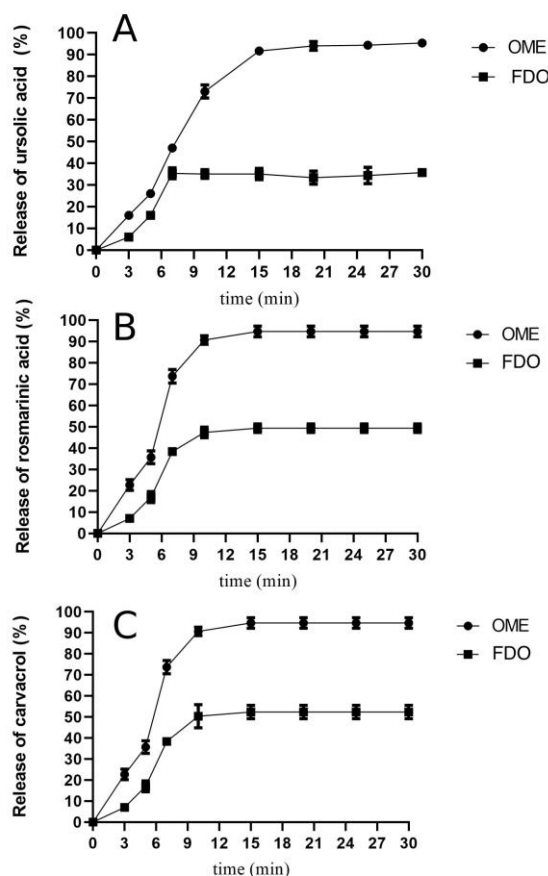 A
Release of ursolic acid (%)
100
90
80
70
60
50
40
30
20
10
0
0 3 6 9 12 15 18 21 24 27 30
time (min)
OME
FDO
B
Release of rosmarinic acid (%)
100
90
80
70
60
50
40
30
20
10
0
0 3 6 9 12 15 18 21 24 27 30
time (min)
OME
FDO
C
Release of carvacrol (%)
100
90
80
70
60
50
40
30
20
10
0
0 3 6 9 12 15 18 21 24 27 30
time (min)
OME
FDO